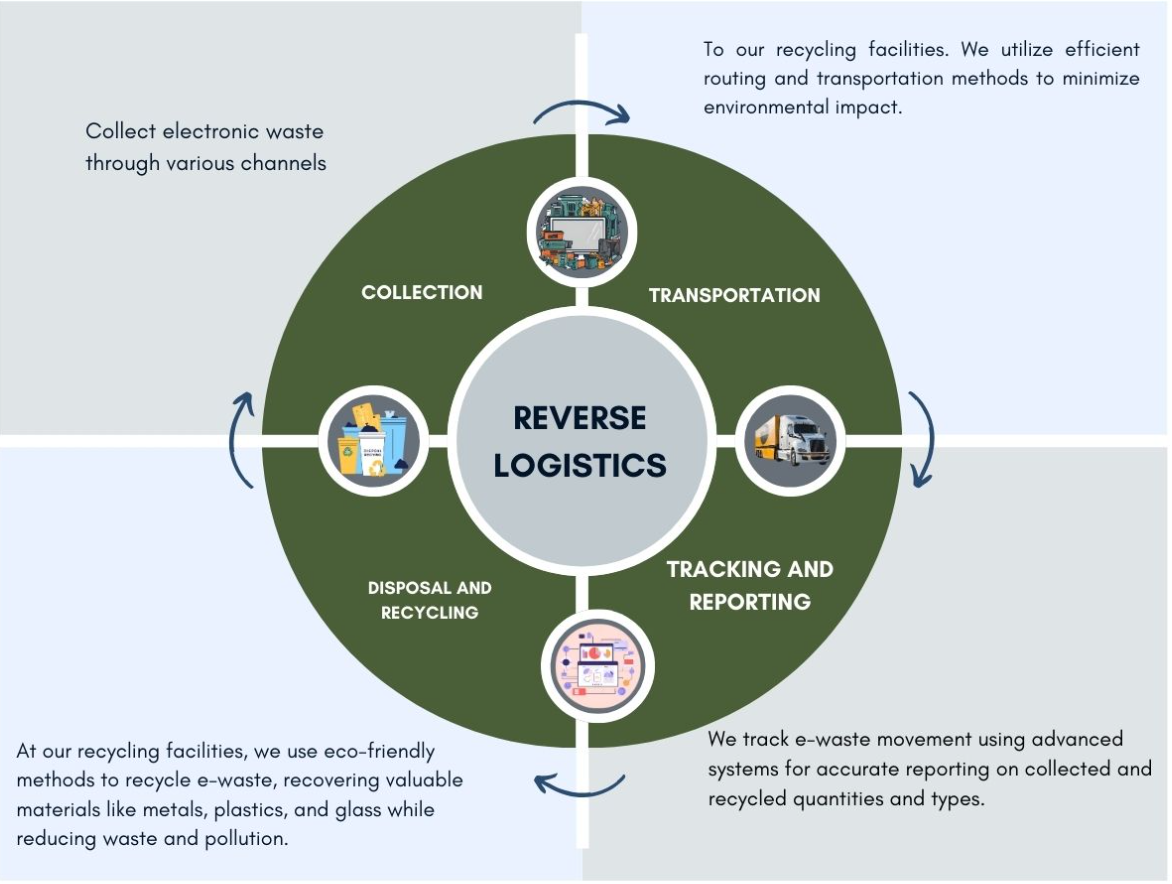 Collect electronic waste
through various channels
To our recycling facilities. We utilize efficient
routing and transportation methods to minimize
environmental impact.
COLLECTION
TRANSPORTATION
REVERSE
LOGISTICS
DISPOSAL AND
RECYCLING
TRACKING AND
REPORTING
At our recycling facilities, we use eco-friendly
methods to recycle e-waste, recovering valuable
materials like metals, plastics, and glass while
reducing waste and pollution.
We track e-waste movement using advanced
systems for accurate reporting on collected and
recycled quantities and types.